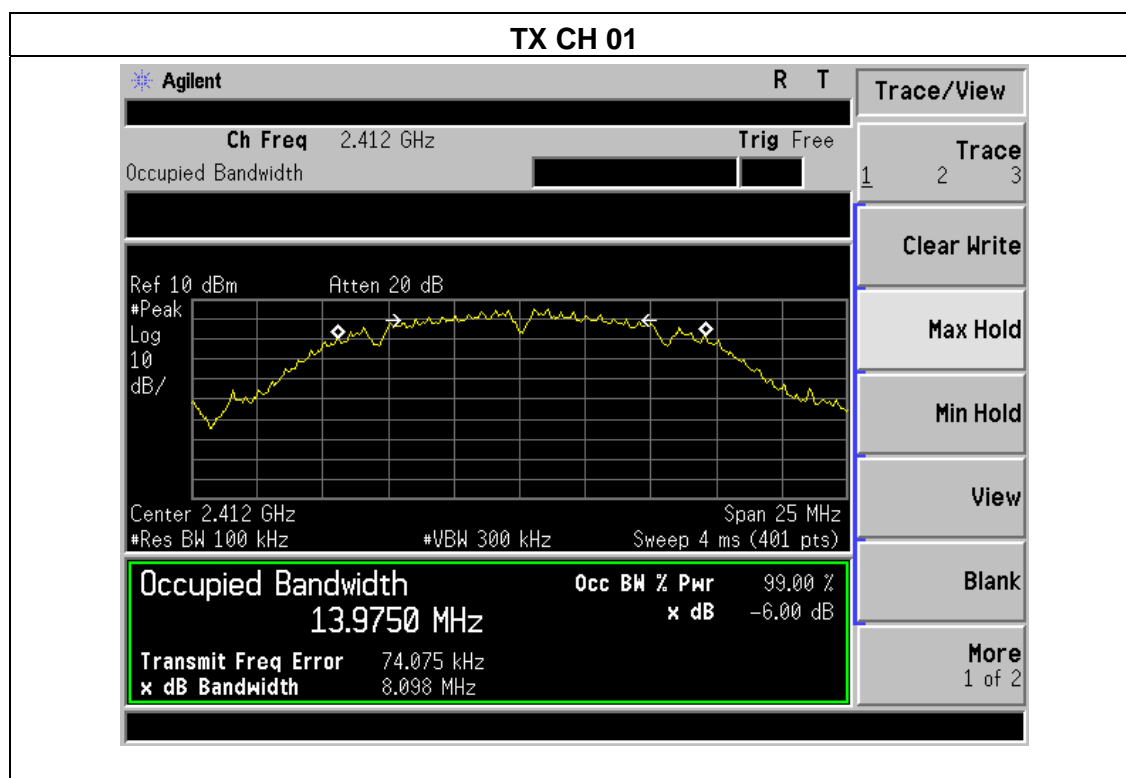 TX CH 01
Agilent R T
Trace/View
Ch Freq 2.412 GHz Trig Free
Occupied Bandwidth
Trace
1 2 3
Clear Write
Ref 10 dBm Atten 20 dB
#Peak
Log
10
dB/
Max Hold
Min Hold
View
Center 2.412 GHz Span 25 MHz
#Res BW 100 kHz #VBW 300 kHz Sweep 4 ms (401 pts)
Occupied Bandwidth Occ BW % Pwr 99.00 %
13.9750 MHz x dB -6.00 dB
Blank
Transmit Freq Error 74.075 kHz
x dB Bandwidth 8.098 MHz
More
1 of 2